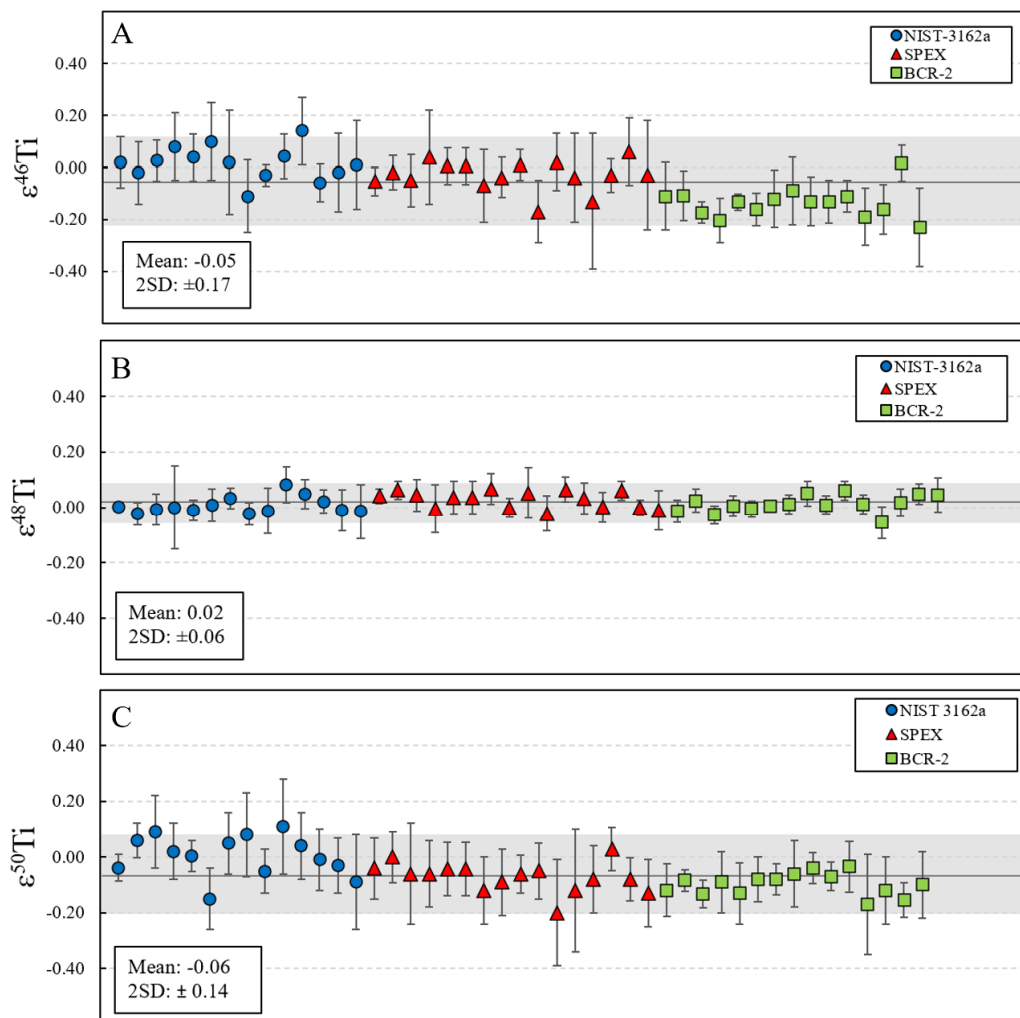 A
NIST-3162a
SPEX
BCR-2
0.40
0.20
0.00
-0.20
-0.40
ε46Ti
Mean: -0.05
2SD: ±0.17
B
NIST-3162a
SPEX
BCR-2
0.40
0.20
0.00
-0.20
-0.40
ε48Ti
Mean: 0.02
2SD: ±0.06
C
NIST 3162a
SPEX
BCR-2
0.40
0.20
0.00
-0.20
-0.40
ε50Ti
Mean: -0.06
2SD: ± 0.14